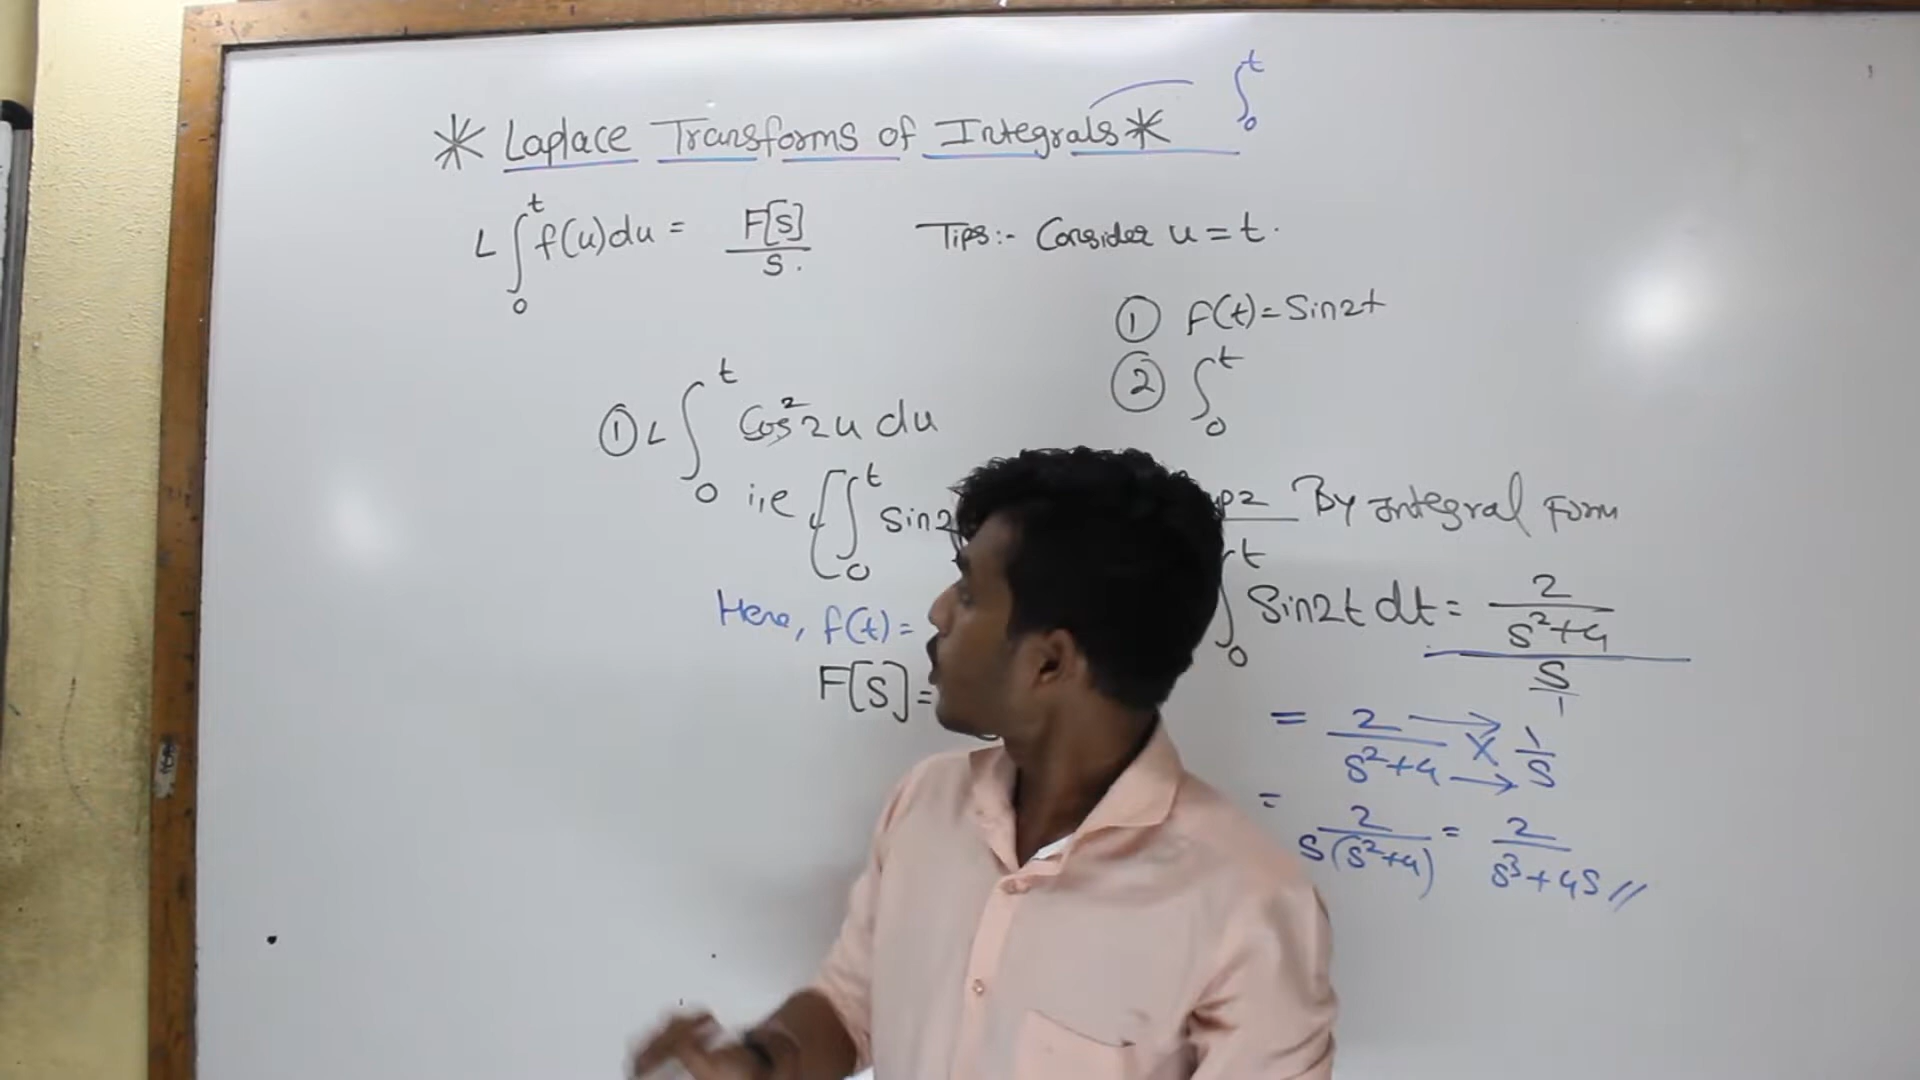 * Laplace Transforms of Integrals * ∫₀ᵗ
L ∫₀ᵗ f(u)du = F[S]/S. Tips:- Consider u = t.
① f(t) = Sin2t
② ∫₀ᵗ
① L ∫₀ᵗ Cos²2u du
i,e [∫₀ᵗ Sin2
Here, f(t) =
F[S] =
By Integral Form
∫₀ᵗ Sin2t dt = 2/(S²+4) / S/1
= 2/(S²+4) × 1/S
= 2/(S(S²+4)) = 2/(S³+4S) //